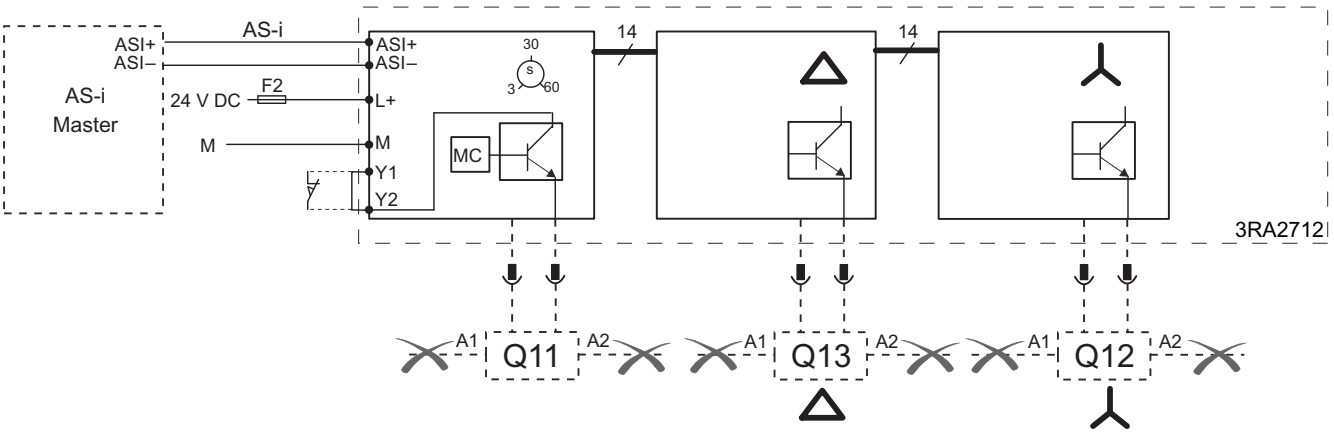 AS-i
Master
ASI+
ASI–
AS-i
24 V DC
F2
M
ASI+
ASI–
L+
M
Y1
Y2
30
s
3
60
MC
14
14
3RA2712
A1
Q11
A2
A1
Q13
A2
A1
Q12
A2